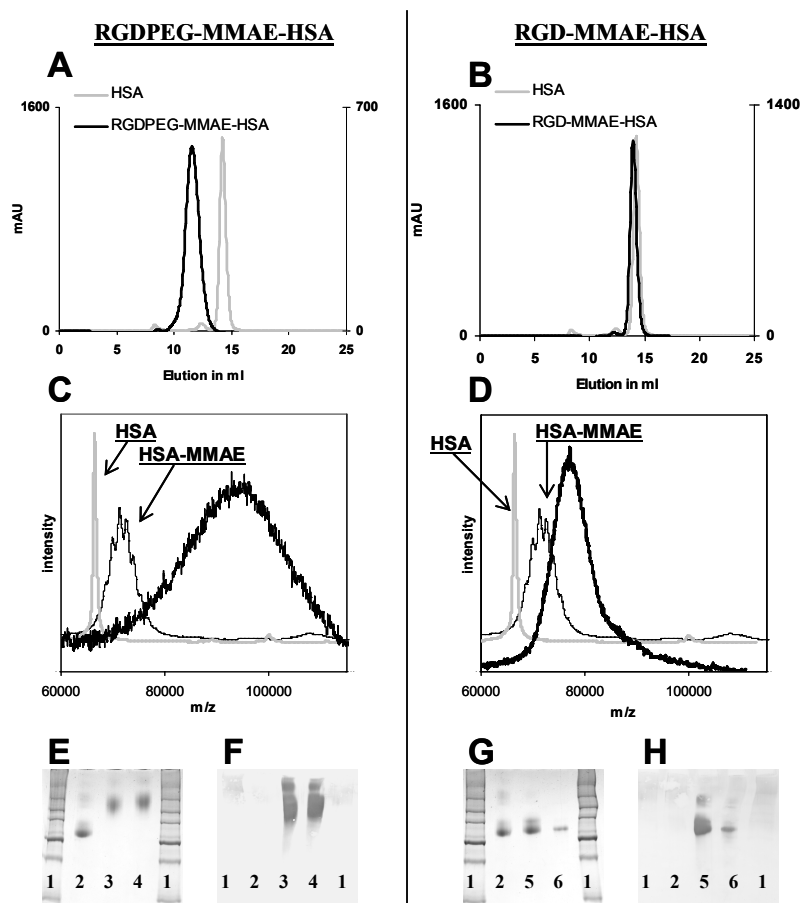 RGDPEG-MMAE-HSA
RGD-MMAE-HSA
A
HSA
RGDPEG-MMAE-HSA
1600
700
mAU
0
0
0 5 10 15 20 25
Elution in ml
B
HSA
RGD-MMAE-HSA
1600
1400
mAU
0
0
0 5 10 15 20 25
Elution in ml
C
HSA
HSA-MMAE
intensity
60000 80000 100000
m/z
D
HSA
HSA-MMAE
intensity
60000 80000 100000
m/z
E
1 2 3 4 1
F
1 2 3 4 1
G
1 2 5 6 1
H
1 2 5 6 1